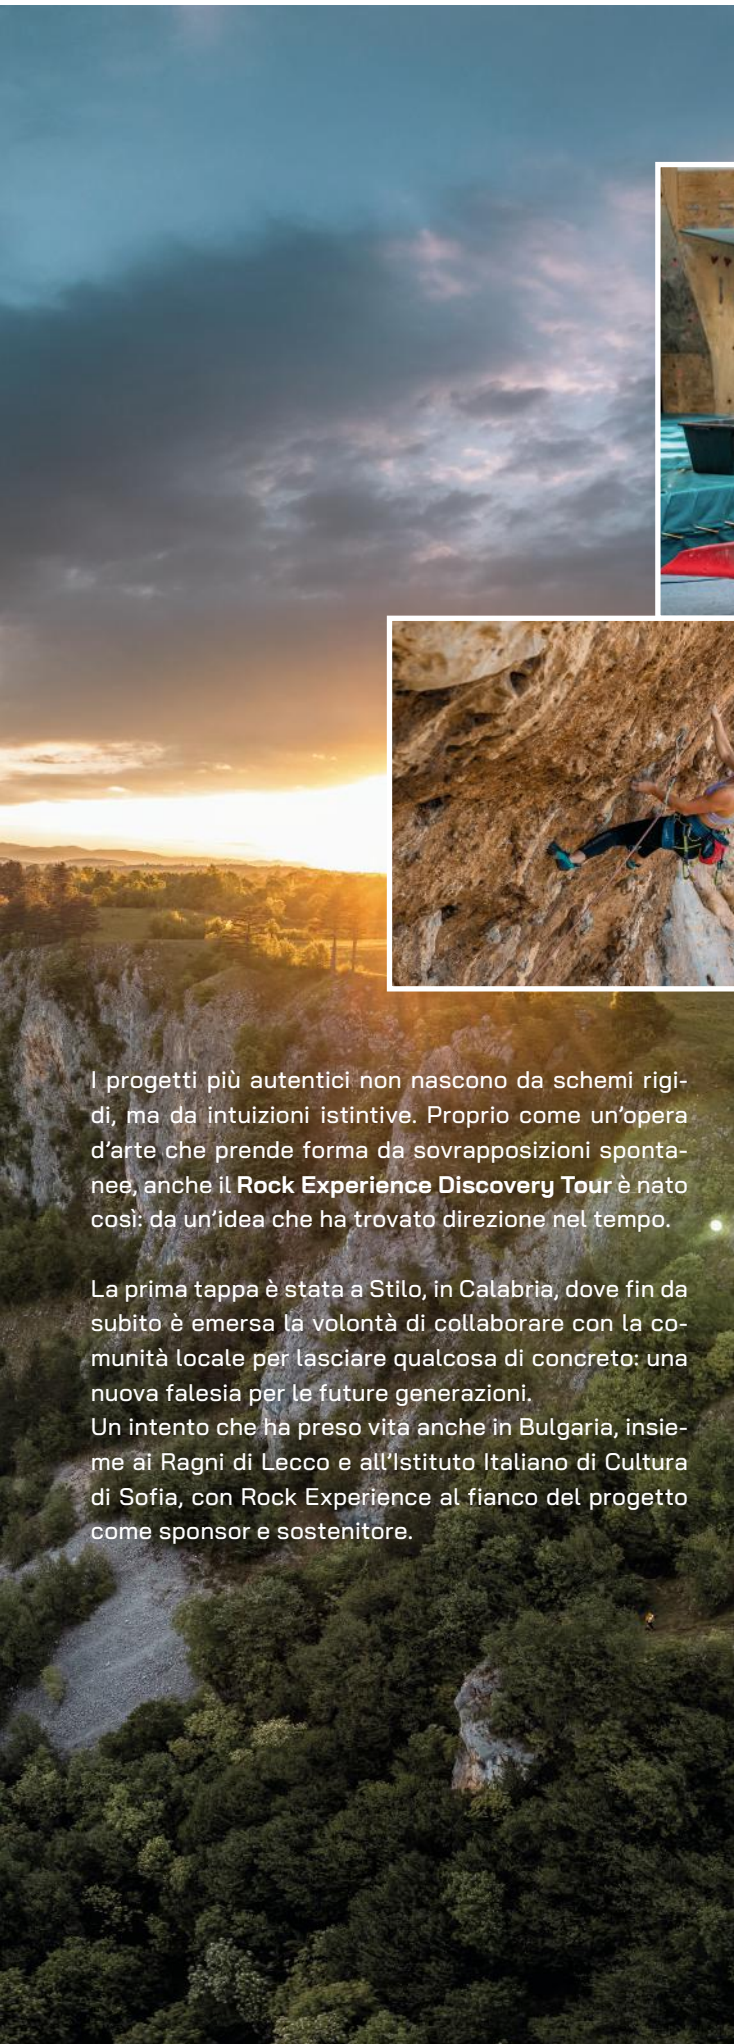 I progetti più autentici non nascono da schemi rigi-
di, ma da intuizioni istintive. Proprio come un’opera
d’arte che prende forma da sovrapposizioni sponta-
nee, anche il Rock Experience Discovery Tour è nato
così: da un’idea che ha trovato direzione nel tempo.
La prima tappa è stata a Stilo, in Calabria, dove fin da
subito è emersa la volontà di collaborare con la co-
munità locale per lasciare qualcosa di concreto: una
nuova falesia per le future generazioni.
Un intento che ha preso vita anche in Bulgaria, insie-
me ai Ragni di Lecco e all’Istituto Italiano di Cultura
di Sofia, con Rock Experience al fianco del progetto
come sponsor e sostenitore.